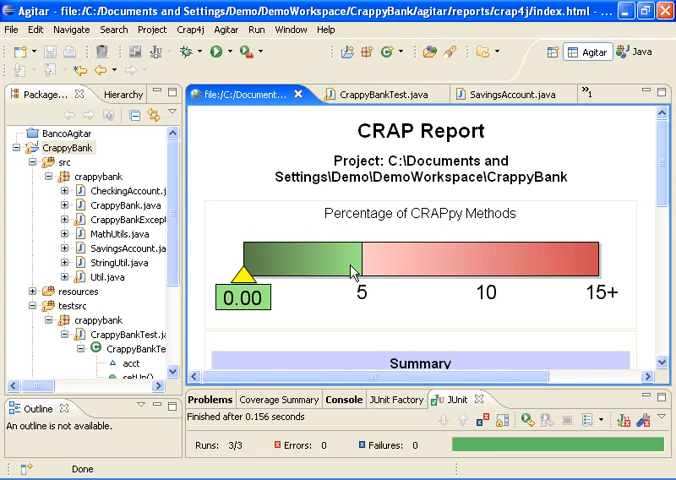 Agitar - file:/C:/Documents and Settings/Demo/DemoWorkspace/CrappyBank/agitar/reports/crap4j/index.html - ...
File Edit Navigate Search Project Crap4j Agitar Run Window Help
Agitar Java
Package... Hierarchy
file:/C:/Document... CrappyBankTest.java SavingsAccount.java »1
BancoAgitar
CrappyBank
src
crappybank
CheckingAccount.j
CrappyBank.java
CrappyBankExcep
MathUtils.java
SavingsAccount.j
StringUtil.java
Util.java
resources
testsrc
crappybank
CrappyBankTest.ja
CrappyBankTe
acct
setUp()
CRAP Report
Project: C:\Documents and
Settings\Demo\DemoWorkspace\CrappyBank
Percentage of CRAPpy Methods
0.00 5 10 15+
Summary
Outline
An outline is not available.
Problems Coverage Summary Console JUnit Factory JUnit
Finished after 0.156 seconds
Runs: 3/3 Errors: 0 Failures: 0
Done